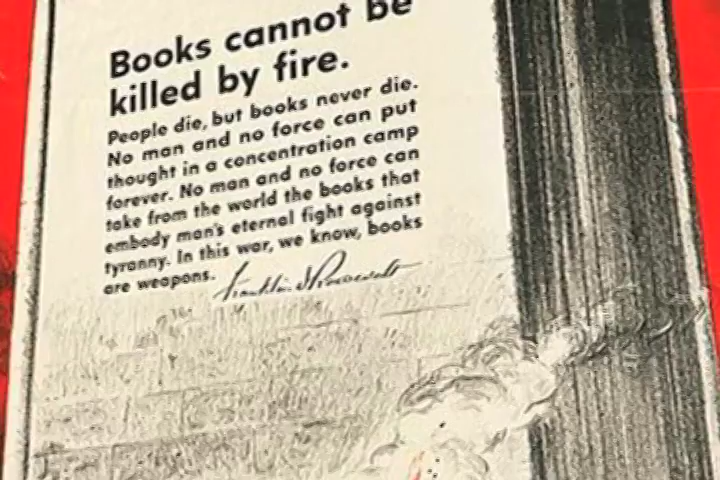 Books cannot be
killed by fire.
People die, but books never die.
No man and no force can put
thought in a concentration camp
forever. No man and no force can
take from the world the books that
embody man's eternal fight against
tyranny. In this war, we know, books
are weapons. Franklin D Roosevelt